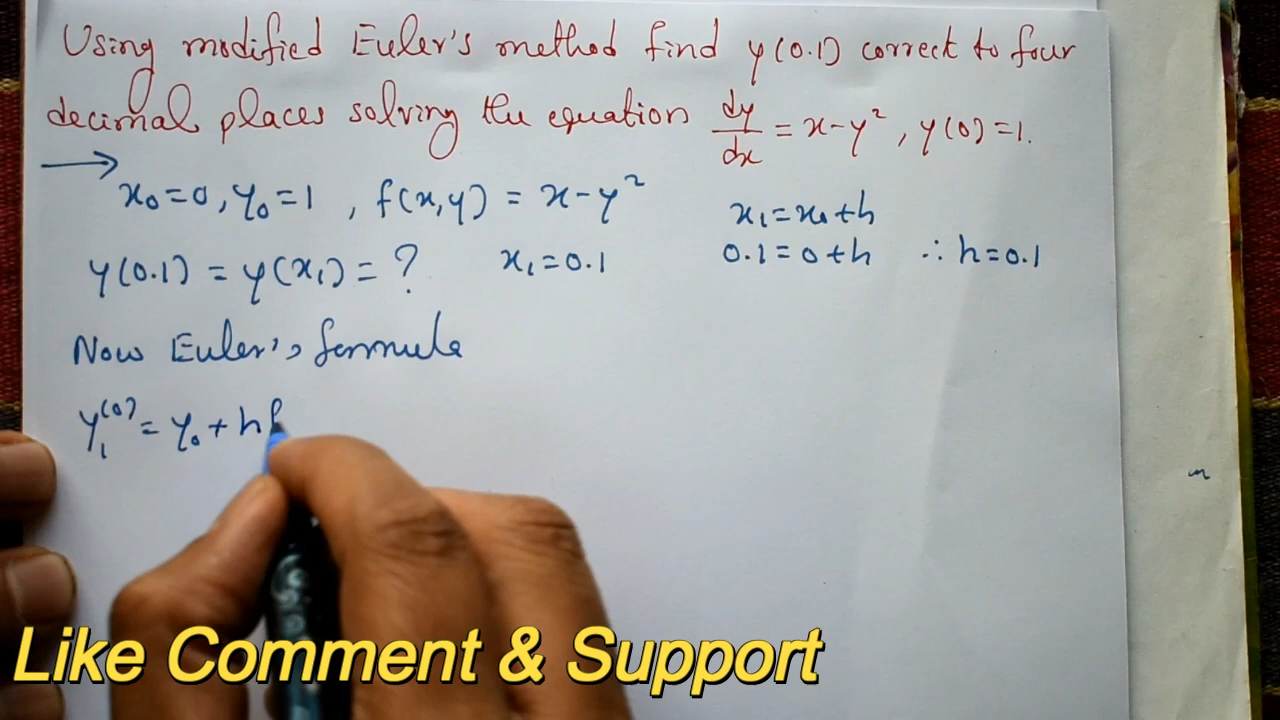 Using modified Euler's method find y(0.1) correct to four
decimal places solving the equation dy/dx = x-y², y(0)=1.
x₀=0, y₀=1, f(x,y) = x-y²
x₁=x₀+h
y(0.1) = y(x₁) = ? x₁=0.1
0.1=0+h ∴ h=0.1
Now Euler's formula
y₁⁽⁰⁾ = y₀ + hf
Like Comment & Support